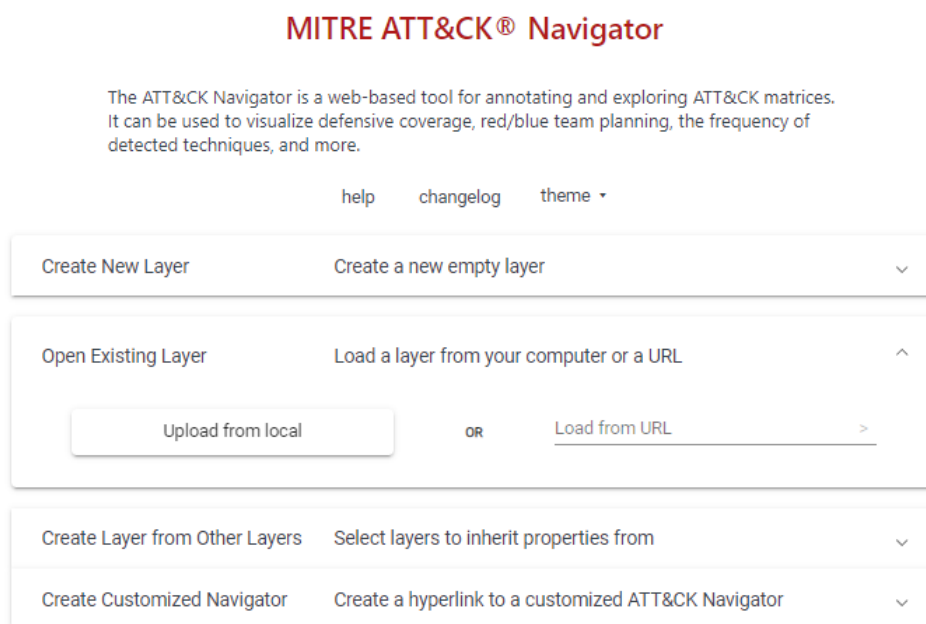 MITRE ATT&CK® Navigator
The ATT&CK Navigator is a web-based tool for annotating and exploring ATT&CK matrices.
It can be used to visualize defensive coverage, red/blue team planning, the frequency of
detected techniques, and more.
help changelog theme
Create New Layer Create a new empty layer
Open Existing Layer Load a layer from your computer or a URL
Upload from local OR Load from URL >
Create Layer from Other Layers Select layers to inherit properties from
Create Customized Navigator Create a hyperlink to a customized ATT&CK Navigator